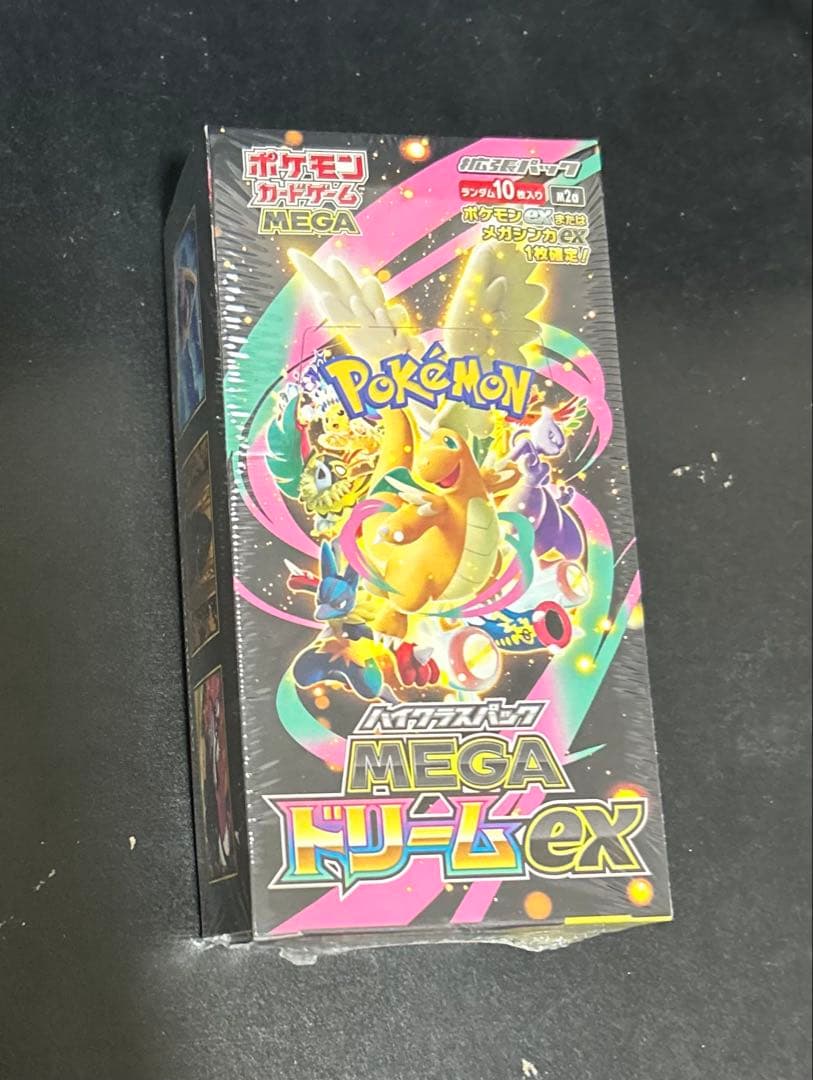 ポケモン
カードゲーム
MEGA
拡張パック
ランダム10枚入り
ポケモンexまたは
メガシンカex
1枚確定!
Pokémon
ハイクラスパック
MEGA
ドリームex